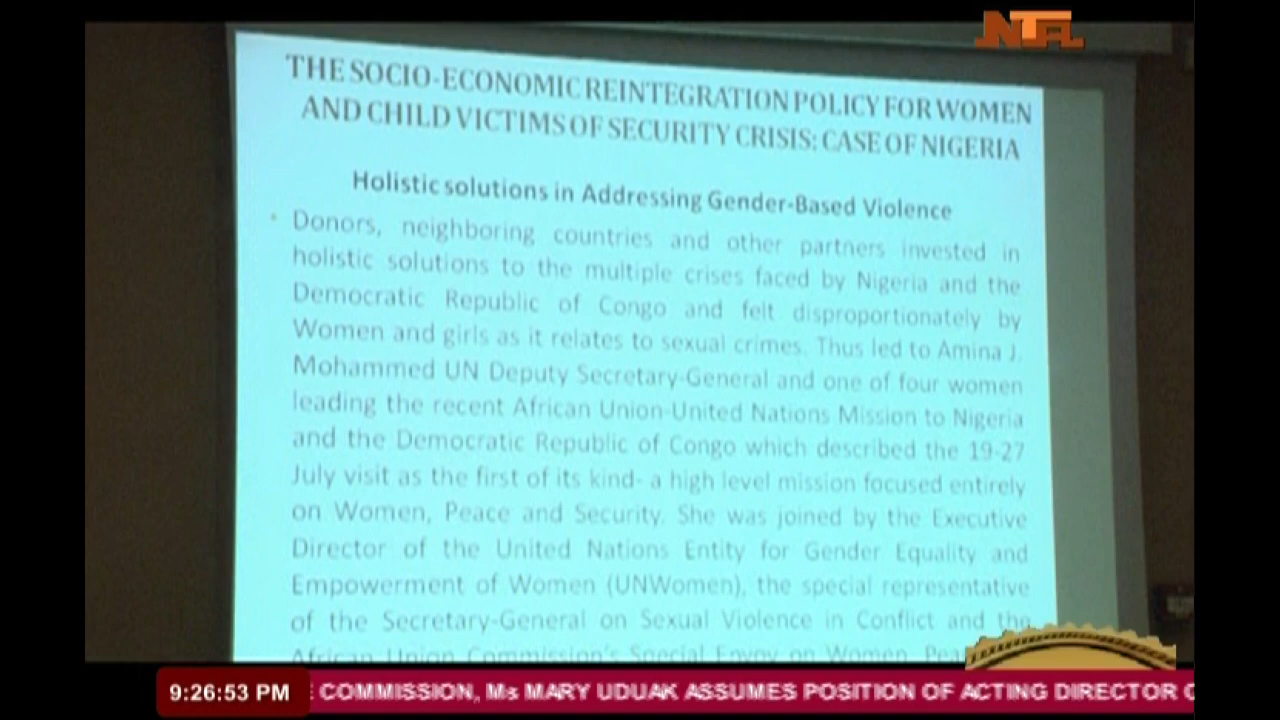 NTA
THE SOCIO-ECONOMIC REINTEGRATION POLICY FOR WOMEN
AND CHILD VICTIMS OF SECURITY CRISIS: CASE OF NIGERIA
Holistic solutions in Addressing Gender-Based Violence
• Donors, neighboring countries and other partners invested in
holistic solutions to the multiple crises faced by Nigeria and the
Democratic Republic of Congo and felt disproportionately by
Women and girls as it relates to sexual crimes. Thus led to Amina J.
Mohammed UN Deputy Secretary-General and one of four women
leading the recent African Union-United Nations Mission to Nigeria
and the Democratic Republic of Congo which described the 19-27
July visit as the first of its kind- a high level mission focused entirely
on Women, Peace and Security. She was joined by the Executive
Director of the United Nations Entity for Gender Equality and
Empowerment of Women (UNWomen), the special representative
of the Secretary-General on Sexual Violence in Conflict and the
African Union Commission's Special Envoy on Women,
9:26:53 PM
COMMISSION, Ms MARY UDUAK ASSUMES POSITION OF ACTING DIRECTOR